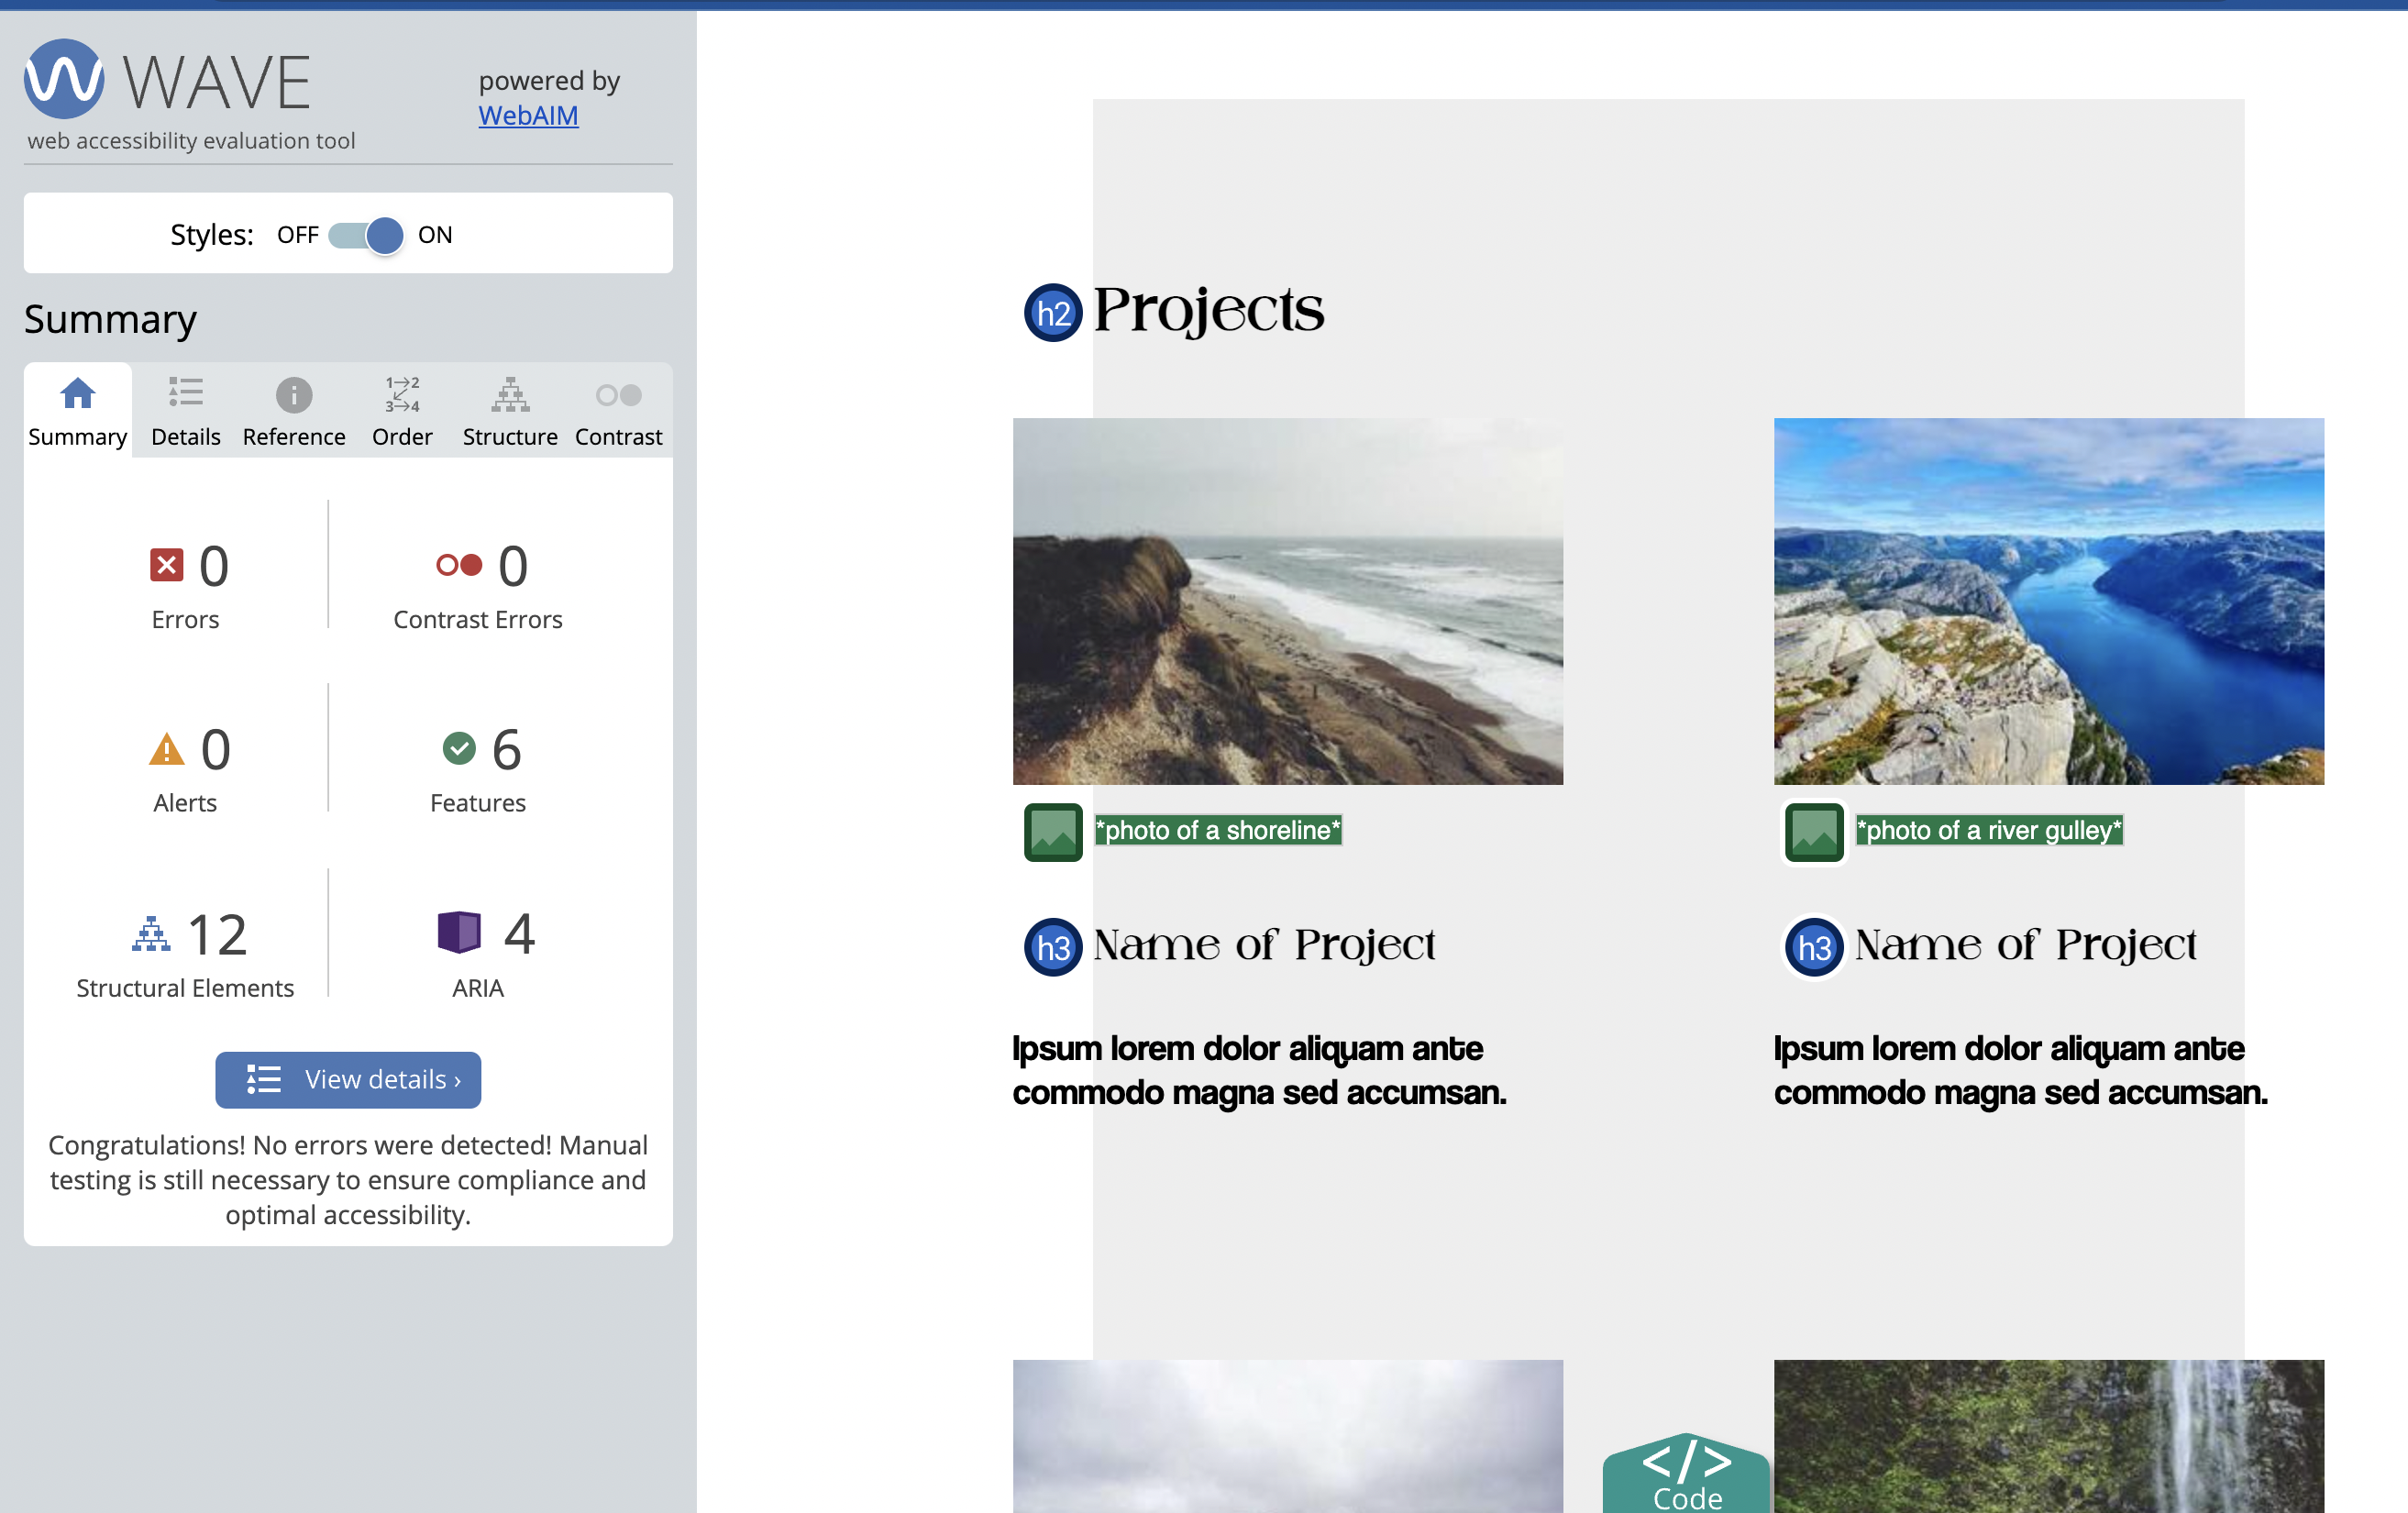 WAVE
powered by
WebAIM
web accessibility evaluation tool
Styles: OFF ON
Summary
1→2
3→4
Summary Details Reference Order Structure Contrast
0
Errors
0
Contrast Errors
0
Alerts
6
Features
12
Structural Elements
4
ARIA
View details ›
Congratulations! No errors were detected! Manual
testing is still necessary to ensure compliance and
optimal accessibility.
h2 Projects
*photo of a shoreline*
h3 Name of Project
Ipsum lorem dolor aliquam ante
commodo magna sed accumsan.
*photo of a river gulley*
h3 Name of Project
Ipsum lorem dolor aliquam ante
commodo magna sed accumsan.
</>
Code